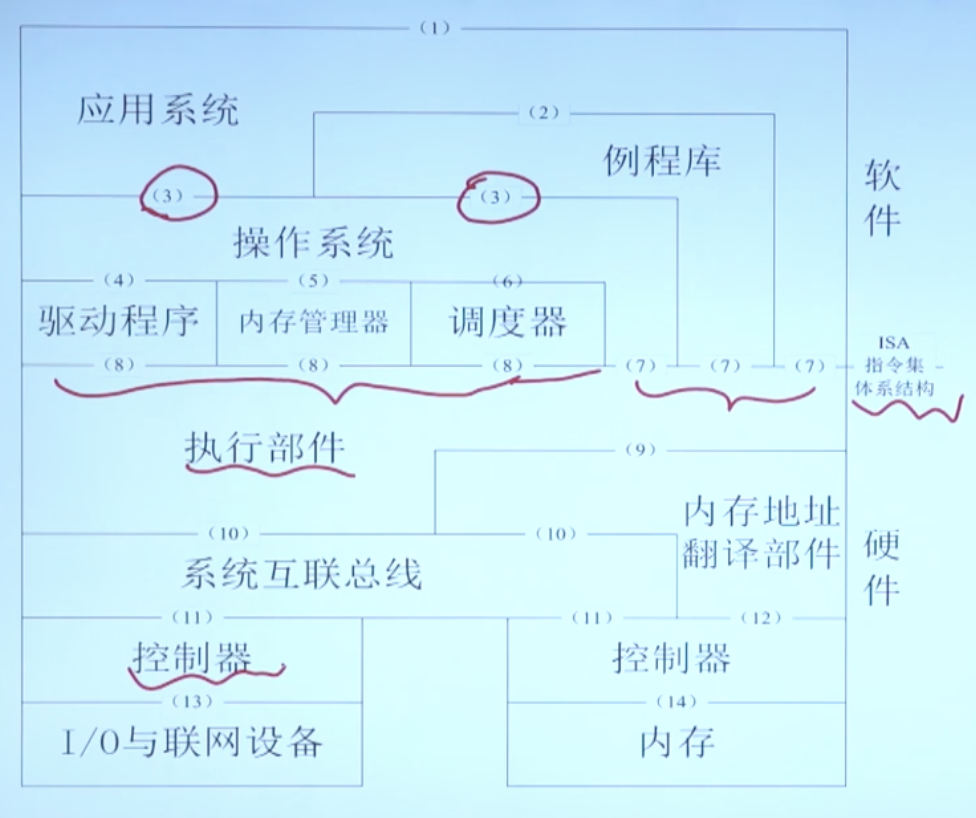 (1)
应用系统
(2)
例程库
软
件
(3)
(3)
操作系统
(4)
(5)
(6)
驱动程序
内存管理器
调度器
(8)
(8)
(8)
(7)
(7)
(7)
ISA
指令集
体系结构
执行部件
(9)
内存地址
翻译部件
硬
件
(10)
(10)
系统互联总线
(11)
(11)
(12)
控制器
控制器
(13)
(14)
I/O与联网设备
内存